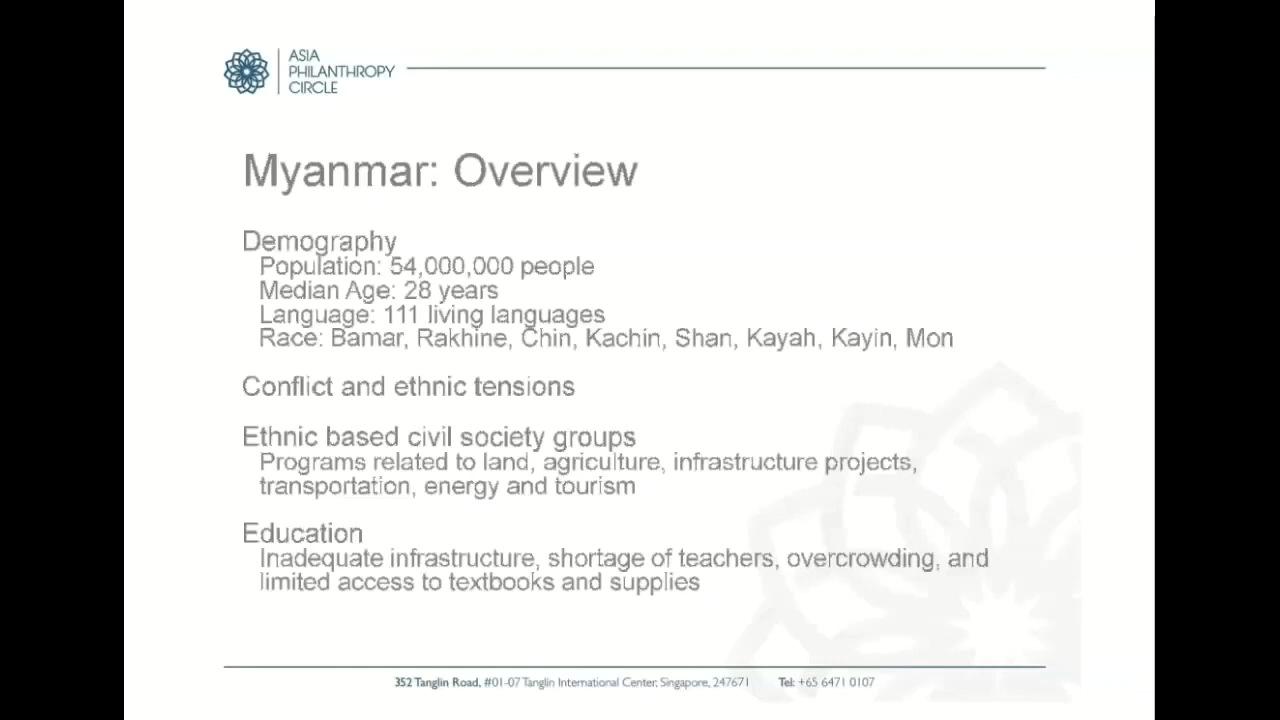 ASIA
PHILANTHROPY
CIRCLE
Myanmar: Overview
Demography
Population: 54,000,000 people
Median Age: 28 years
Language: 111 living languages
Race: Bamar, Rakhine, Chin, Kachin, Shan, Kayah, Kayin, Mon
Conflict and ethnic tensions
Ethnic based civil society groups
Programs related to land, agriculture, infrastructure projects,
transportation, energy and tourism
Education
Inadequate infrastructure, shortage of teachers, overcrowding, and
limited access to textbooks and supplies
352 Tanglin Road, #01-07 Tanglin International Center, Singapore, 247671 Tel: +65 6471 0107